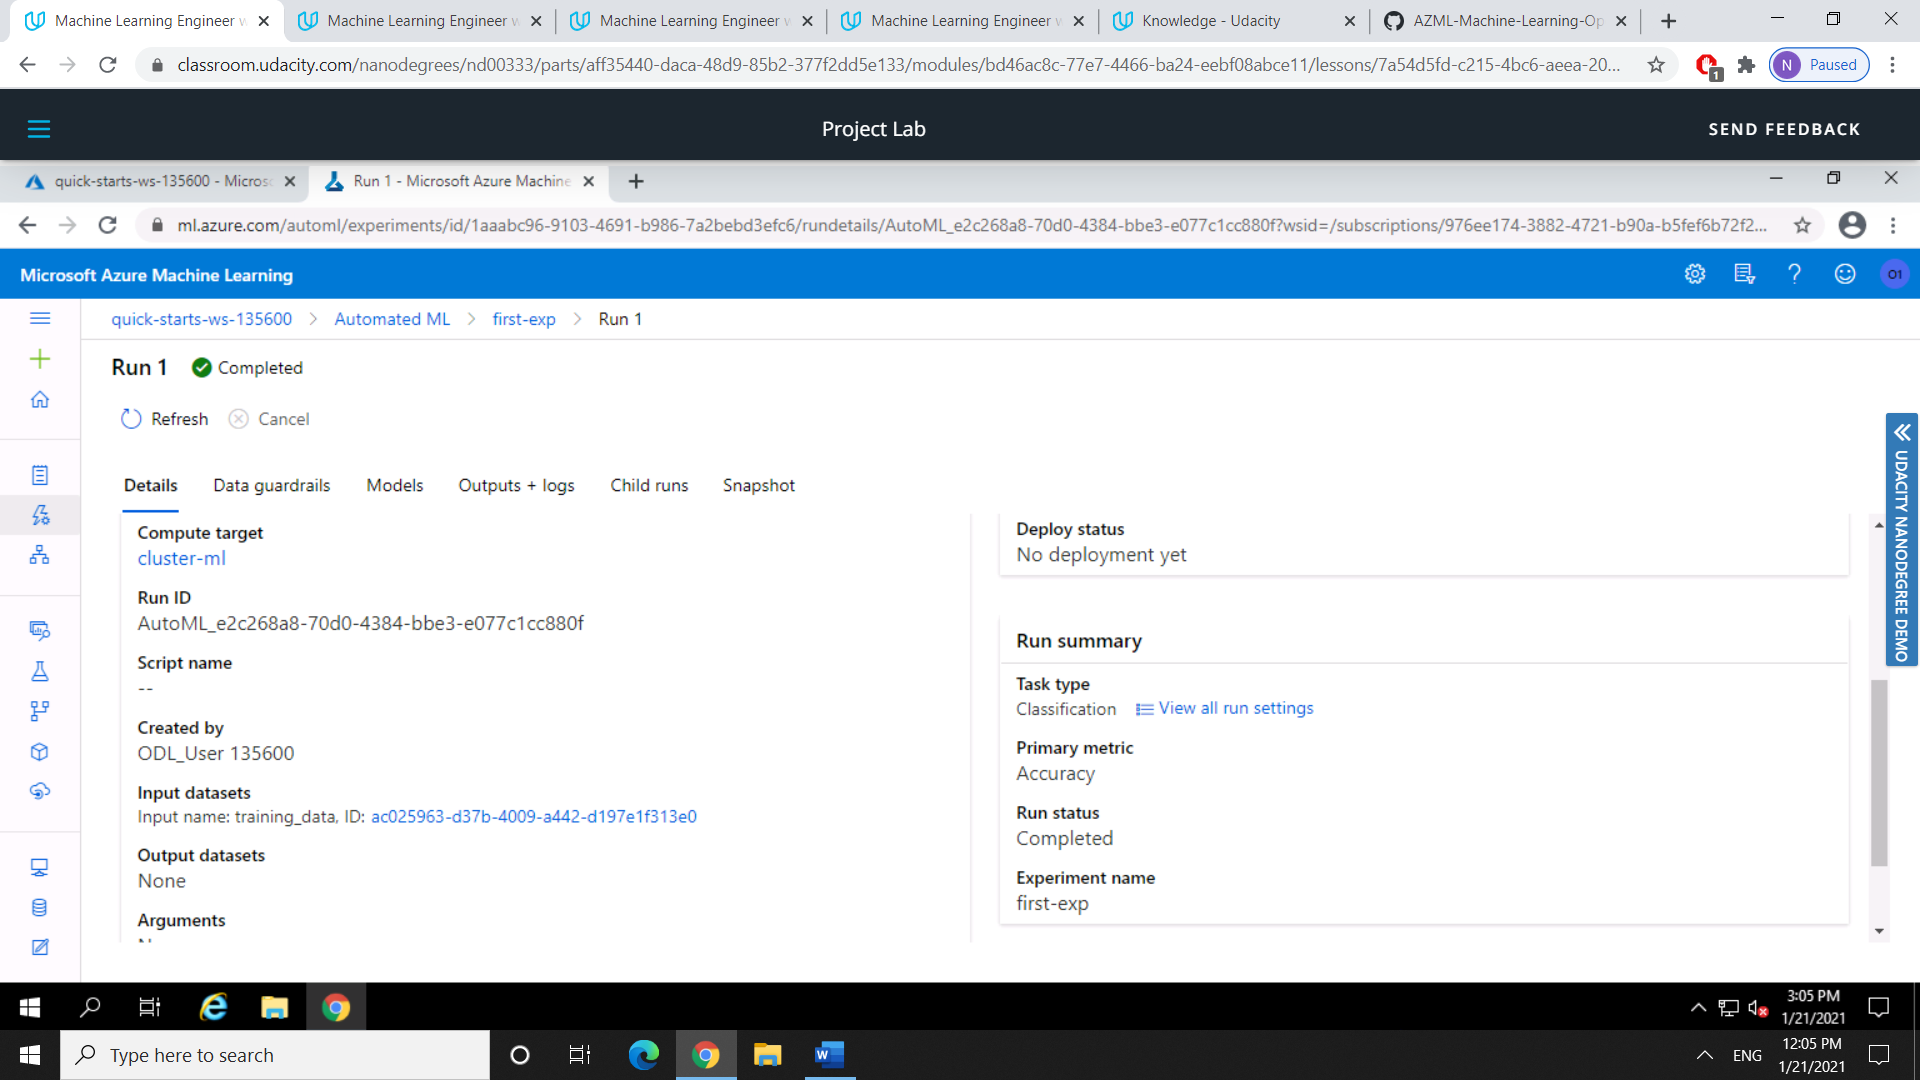 Machine Learning Engineer w
Machine Learning Engineer w
Machine Learning Engineer w
Machine Learning Engineer w
Knowledge - Udacity
AZML-Machine-Learning-Op
classroom.udacity.com/nanodegrees/nd00333/parts/aff35440-daca-48d9-85b2-377f2dd5e133/modules/bd46ac8c-77e7-4466-ba24-eebf08abce11/lessons/7a54d5fd-c215-4bc6-aeea-20...
1
N Paused
Project Lab
SEND FEEDBACK
quick-starts-ws-135600 - Micros
Run 1 - Microsoft Azure Machine
ml.azure.com/automl/experiments/id/1aaabc96-9103-4691-b986-7a2bebd3efc6/rundetails/AutoML_e2c268a8-70d0-4384-bbe3-e077c1cc880f?wsid=/subscriptions/976ee174-3882-4721-b90a-b5fef6b72f2...
Microsoft Azure Machine Learning
O1
quick-starts-ws-135600 > Automated ML > first-exp > Run 1
Run 1 Completed
Refresh Cancel
Details Data guardrails Models Outputs + logs Child runs Snapshot
Compute target
cluster-ml
Run ID
AutoML_e2c268a8-70d0-4384-bbe3-e077c1cc880f
Script name
--
Created by
ODL_User 135600
Input datasets
Input name: training_data, ID: ac025963-d37b-4009-a442-d197e1f313e0
Output datasets
None
Arguments
Deploy status
No deployment yet
Run summary
Task type
Classification View all run settings
Primary metric
Accuracy
Run status
Completed
Experiment name
first-exp
UDACITY NANODEGREE DEMO
3:05 PM
1/21/2021
Type here to search
ENG
12:05 PM
1/21/2021